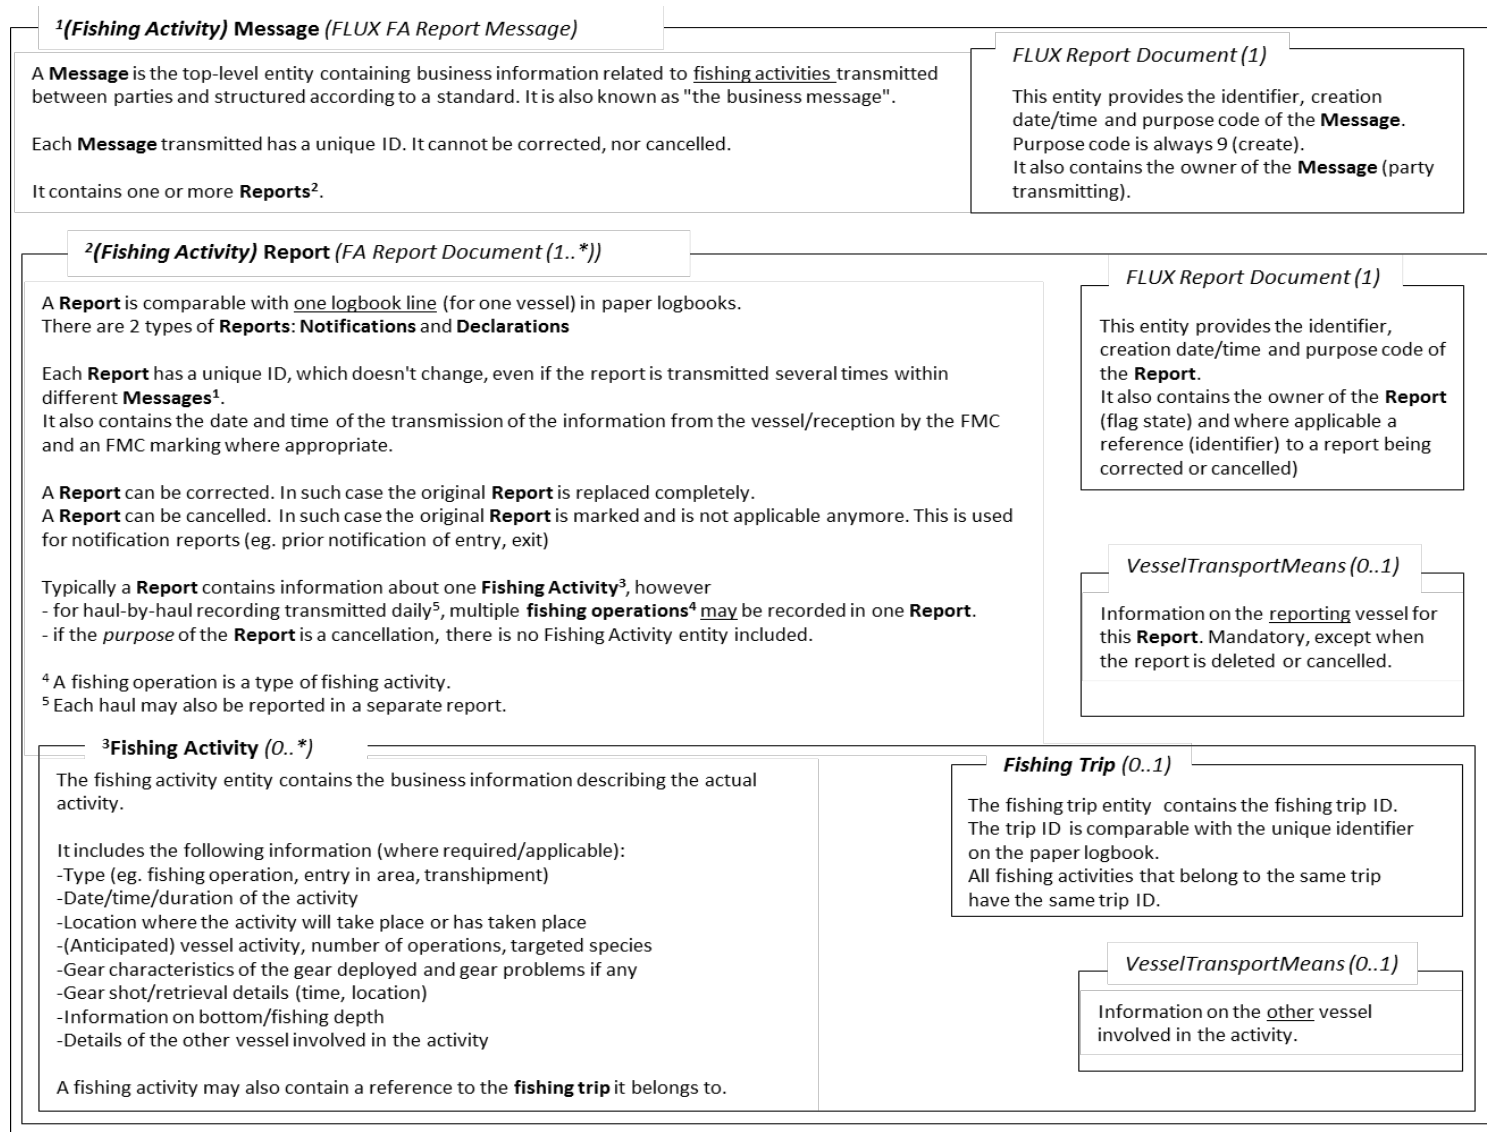 ¹(Fishing Activity) Message (FLUX FA Report Message)
A Message is the top-level entity containing business information related to fishing activities transmitted
between parties and structured according to a standard. It is also known as "the business message".
Each Message transmitted has a unique ID. It cannot be corrected, nor cancelled.
It contains one or more Reports².
FLUX Report Document (1)
This entity provides the identifier, creation
date/time and purpose code of the Message.
Purpose code is always 9 (create).
It also contains the owner of the Message (party
transmitting).
²(Fishing Activity) Report (FA Report Document (1..*))
A Report is comparable with one logbook line (for one vessel) in paper logbooks.
There are 2 types of Reports: Notifications and Declarations
Each Report has a unique ID, which doesn't change, even if the report is transmitted several times within
different Messages¹.
It also contains the date and time of the transmission of the information from the vessel/reception by the FMC
and an FMC marking where appropriate.
A Report can be corrected. In such case the original Report is replaced completely.
A Report can be cancelled. In such case the original Report is marked and is not applicable anymore. This is used
for notification reports (eg. prior notification of entry, exit)
Typically a Report contains information about one Fishing Activity³, however
- for haul-by-haul recording transmitted daily⁵, multiple fishing operations⁴ may be recorded in one Report.
- if the purpose of the Report is a cancellation, there is no Fishing Activity entity included.
⁴ A fishing operation is a type of fishing activity.
⁵ Each haul may also be reported in a separate report.
FLUX Report Document (1)
This entity provides the identifier,
creation date/time and purpose code of
the Report.
It also contains the owner of the Report
(flag state) and where applicable a
reference (identifier) to a report being
corrected or cancelled)
VesselTransportMeans (0..1)
Information on the reporting vessel for
this Report. Mandatory, except when
the report is deleted or cancelled.
³Fishing Activity (0..*)
The fishing activity entity contains the business information describing the actual
activity.
It includes the following information (where required/applicable):
-Type (eg. fishing operation, entry in area, transhipment)
-Date/time/duration of the activity
-Location where the activity will take place or has taken place
-(Anticipated) vessel activity, number of operations, targeted species
-Gear characteristics of the gear deployed and gear problems if any
-Gear shot/retrieval details (time, location)
-Information on bottom/fishing depth
-Details of the other vessel involved in the activity
A fishing activity may also contain a reference to the fishing trip it belongs to.
Fishing Trip (0..1)
The fishing trip entity contains the fishing trip ID.
The trip ID is comparable with the unique identifier
on the paper logbook.
All fishing activities that belong to the same trip
have the same trip ID.
VesselTransportMeans (0..1)
Information on the other vessel
involved in the activity.